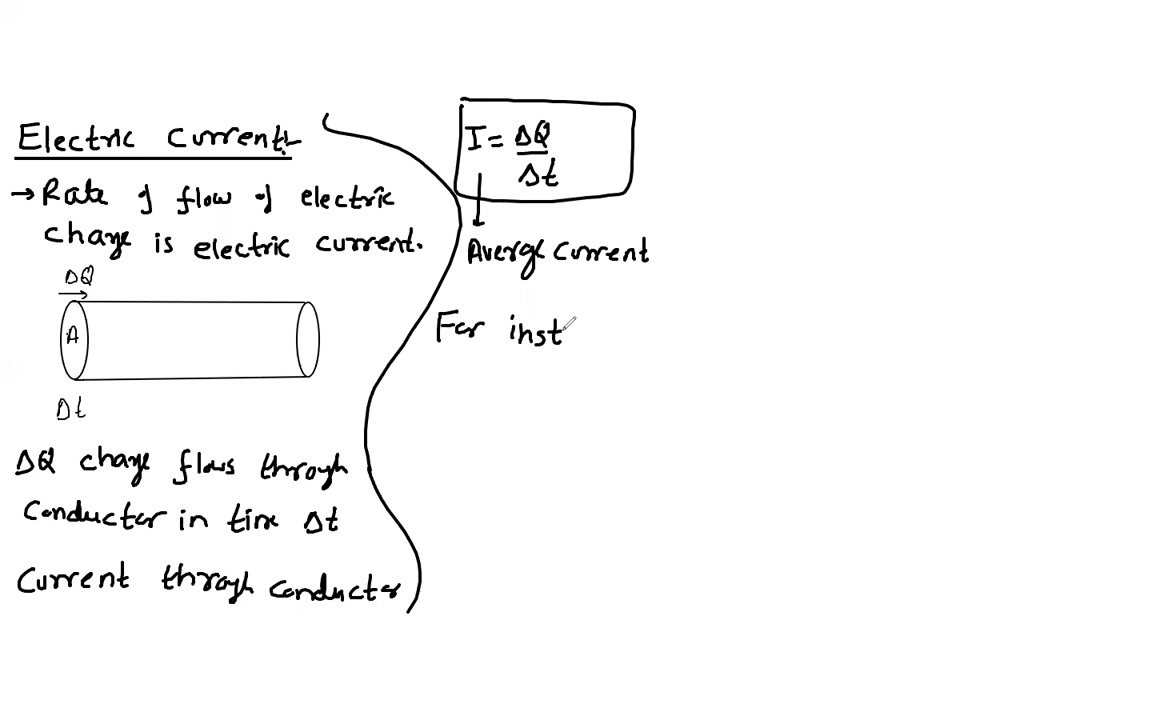 Electric Current:-
→ Rate of flow of electric
charge is electric current.
ΔQ
A
Δt
ΔQ charge flows through
Conductor in time Δt
Current through conductor
I = ΔQ
Δt
Average Current
For inst